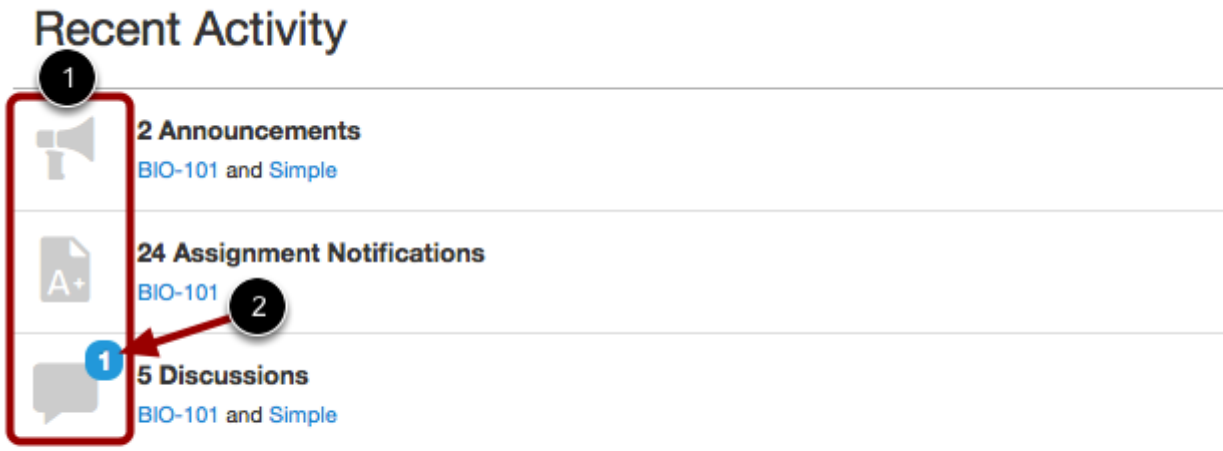 Recent Activity
1
2 Announcements
BIO-101 and Simple
24 Assignment Notifications
A+
BIO-101
2
1
5 Discussions
BIO-101 and Simple